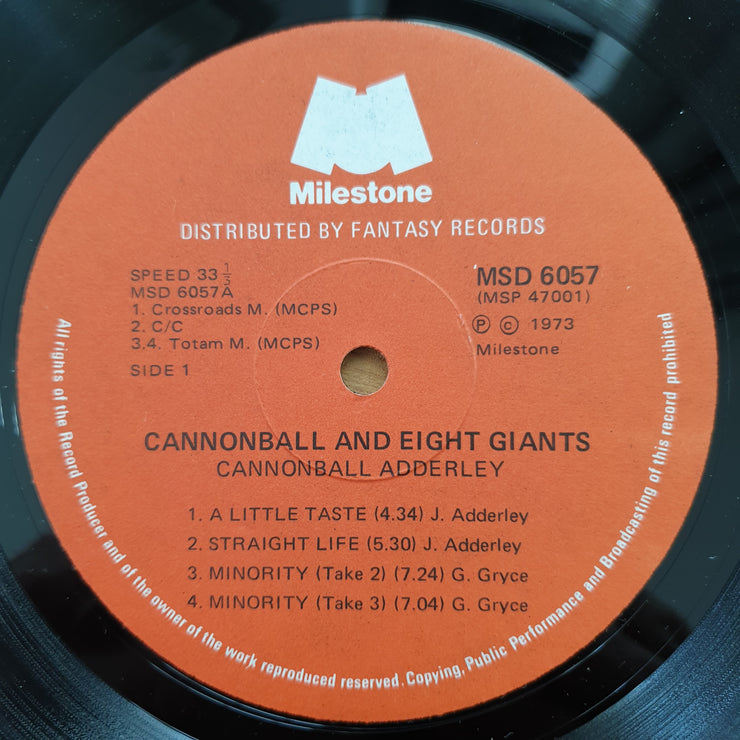 Milestone
DISTRIBUTED BY FANTASY RECORDS
SPEED 33 1/3
MSD 6057A
1. Crossroads M. (MCPS)
2. C/C
3.4. Totam M. (MCPS)
SIDE 1
MSD 6057
(MSP 47001)
Ⓟ © 1973
Milestone
CANNONBALL AND EIGHT GIANTS
CANNONBALL ADDERLEY
1. A LITTLE TASTE (4.34) J. Adderley
2. STRAIGHT LIFE (5.30) J. Adderley
3. MINORITY (Take 2) (7.24) G. Gryce
4. MINORITY (Take 3) (7.04) G. Gryce
All rights of the Record Producer and of the owner of the work reproduced reserved. Copying, Public Performance and Broadcasting of this record prohibited